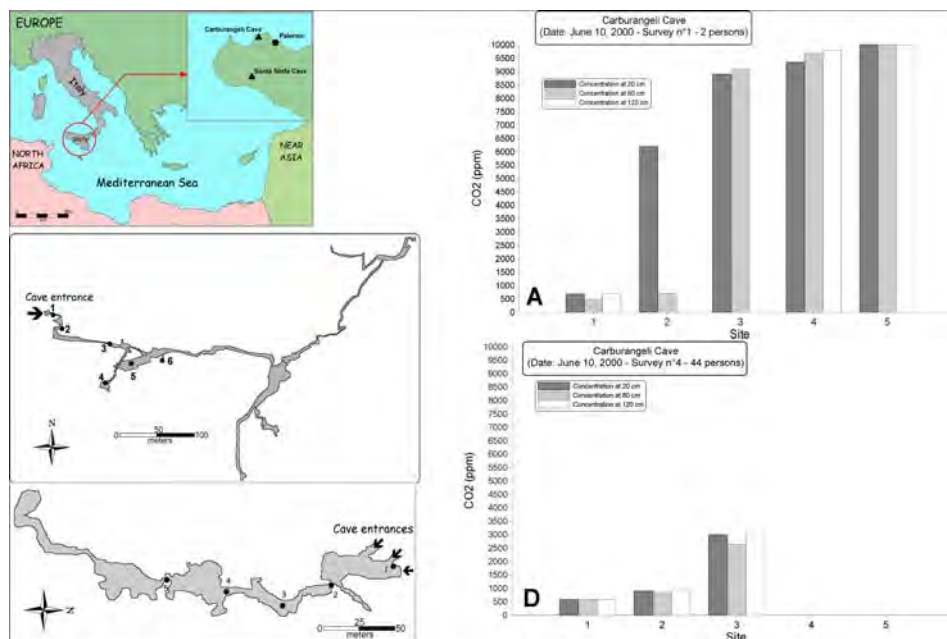 EUROPE
Italy
NORTH
AFRICA
NEAR
ASIA
Mediterranean Sea
Carburangeli Cave
Palermo
Santa Ninfa Cave
Cave entrance
1
2
3
4
5
6
N
0
50
100
meters
Cave entrances
1
2
3
4
N
0
25
50
meters
Carburangeli Cave
(Date: June 10, 2000 - Survey n°1 - 2 persons)
Concentration at 20 cm
Concentration at 80 cm
Concentration at 120 cm
CO2 (ppm)
10000
9500
9000
8500
8000
7500
7000
6500
6000
5500
5000
4500
4000
3500
3000
2500
2000
1500
1000
500
0
A
1
2
3
4
5
Site
Carburangeli Cave
(Date: June 10, 2000 - Survey n°4 - 44 persons)
Concentration at 20 cm
Concentration at 80 cm
Concentration at 120 cm
CO2 (ppm)
10000
9500
9000
8500
8000
7500
7000
6500
6000
5500
5000
4500
4000
3500
3000
2500
2000
1500
1000
500
0
D
1
2
3
4
5
Site